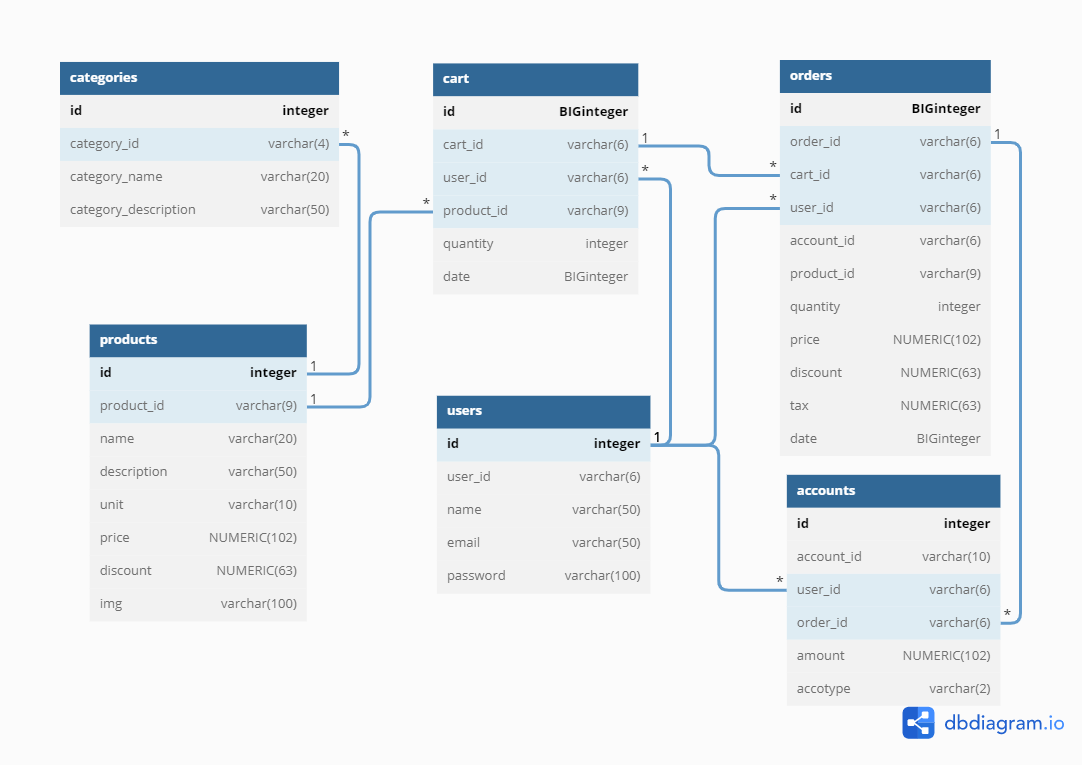 categories
id integer
category_id varchar(4)
category_name varchar(20)
category_description varchar(50)
*
cart
id BIGinteger
cart_id varchar(6)
user_id varchar(6)
product_id varchar(9)
quantity integer
date BIGinteger
1
*
*
orders
id BIGinteger
order_id varchar(6)
cart_id varchar(6)
user_id varchar(6)
account_id varchar(6)
product_id varchar(9)
quantity integer
price NUMERIC(102)
discount NUMERIC(63)
tax NUMERIC(63)
date BIGinteger
1
*
*
products
id integer
product_id varchar(9)
name varchar(20)
description varchar(50)
unit varchar(10)
price NUMERIC(102)
discount NUMERIC(63)
img varchar(100)
1
1
users
id integer
user_id varchar(6)
name varchar(50)
email varchar(50)
password varchar(100)
1
accounts
id integer
account_id varchar(10)
user_id varchar(6)
order_id varchar(6)
amount NUMERIC(102)
accotype varchar(2)
*
*
dbdiagram.io